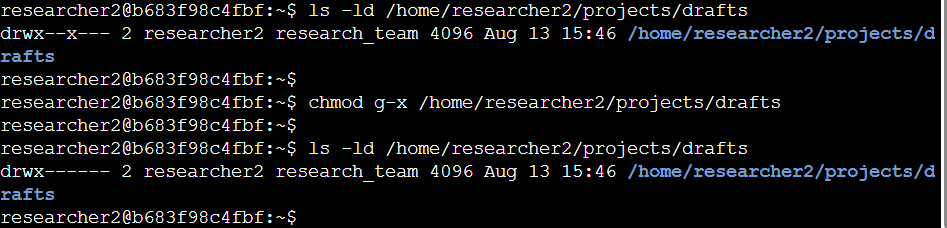 researcher2@b683f98c4fbf:~$ ls -ld /home/researcher2/projects/drafts
drwx--x--- 2 researcher2 research_team 4096 Aug 13 15:46 /home/researcher2/projects/d
rafts
researcher2@b683f98c4fbf:~$
researcher2@b683f98c4fbf:~$ chmod g-x /home/researcher2/projects/drafts
researcher2@b683f98c4fbf:~$
researcher2@b683f98c4fbf:~$ ls -ld /home/researcher2/projects/drafts
drwx------ 2 researcher2 research_team 4096 Aug 13 15:46 /home/researcher2/projects/d
rafts
researcher2@b683f98c4fbf:~$